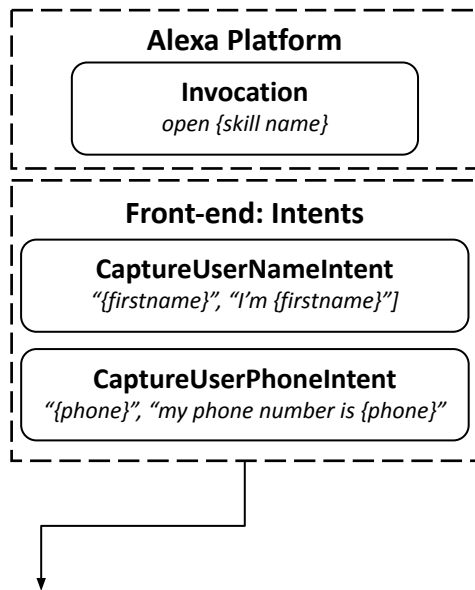 Alexa Platform
Invocation
open {skill name}
Front-end: Intents
CaptureUserNameIntent
“{firstname}”, “I’m {firstname}”]
CaptureUserPhoneIntent
“{phone}”, “my phone number is {phone}”